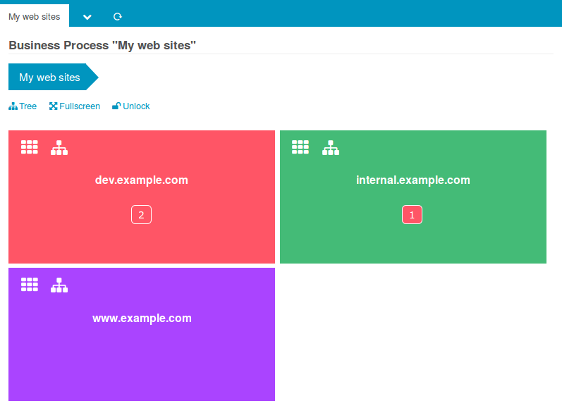 My web sites
Business Process "My web sites"
My web sites
Tree Fullscreen Unlock
dev.example.com
2
internal.example.com
1
www.example.com